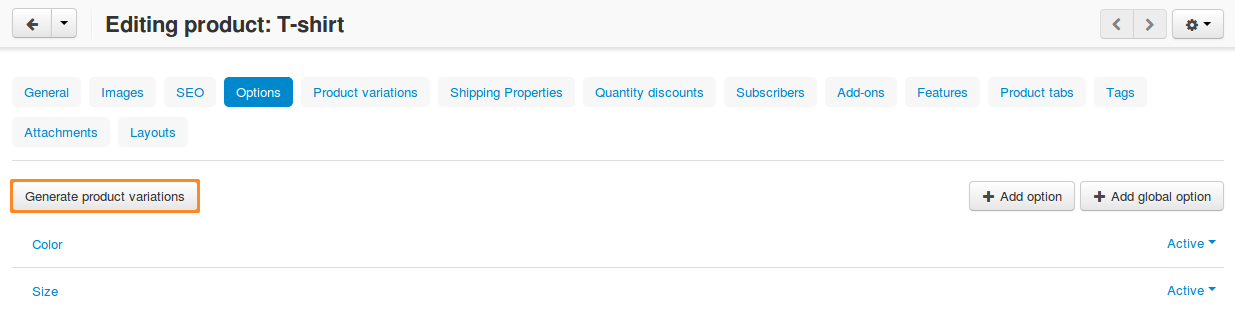 Editing product: T-shirt
General Images SEO Options Product variations Shipping Properties Quantity discounts Subscribers Add-ons Features Product tabs Tags
Attachments Layouts
Generate product variations Add option Add global option
Color Active
Size Active